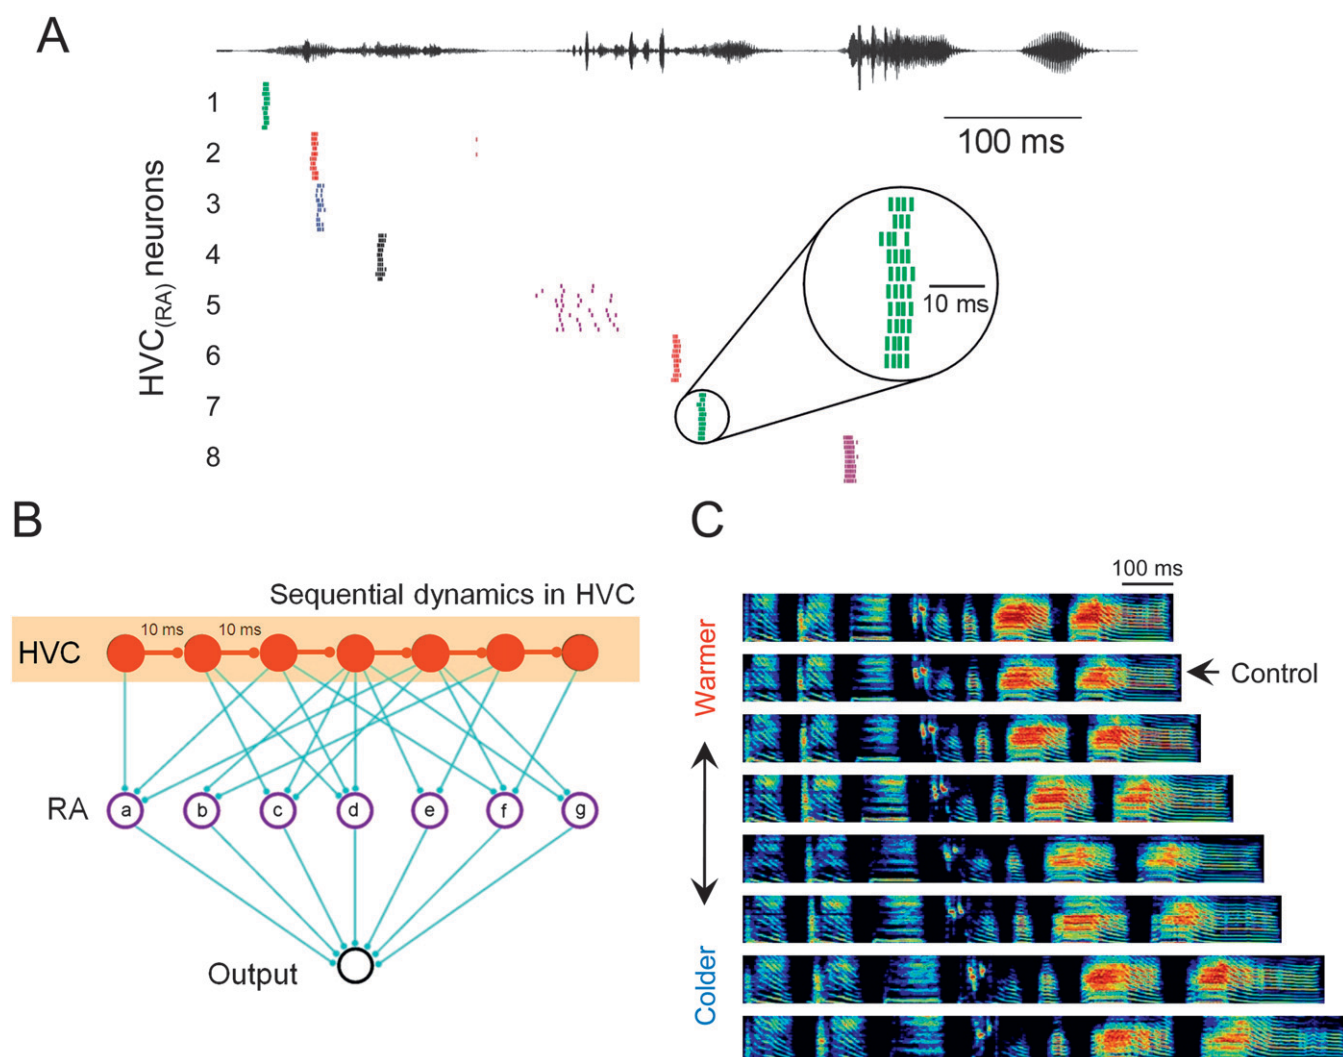 A
100 ms
HVC(RA) neurons
1
2
3
4
5
6
7
8
10 ms
B
Sequential dynamics in HVC
HVC
10 ms
10 ms
RA
a
b
c
d
e
f
g
Output
C
100 ms
Warmer
Control
Colder